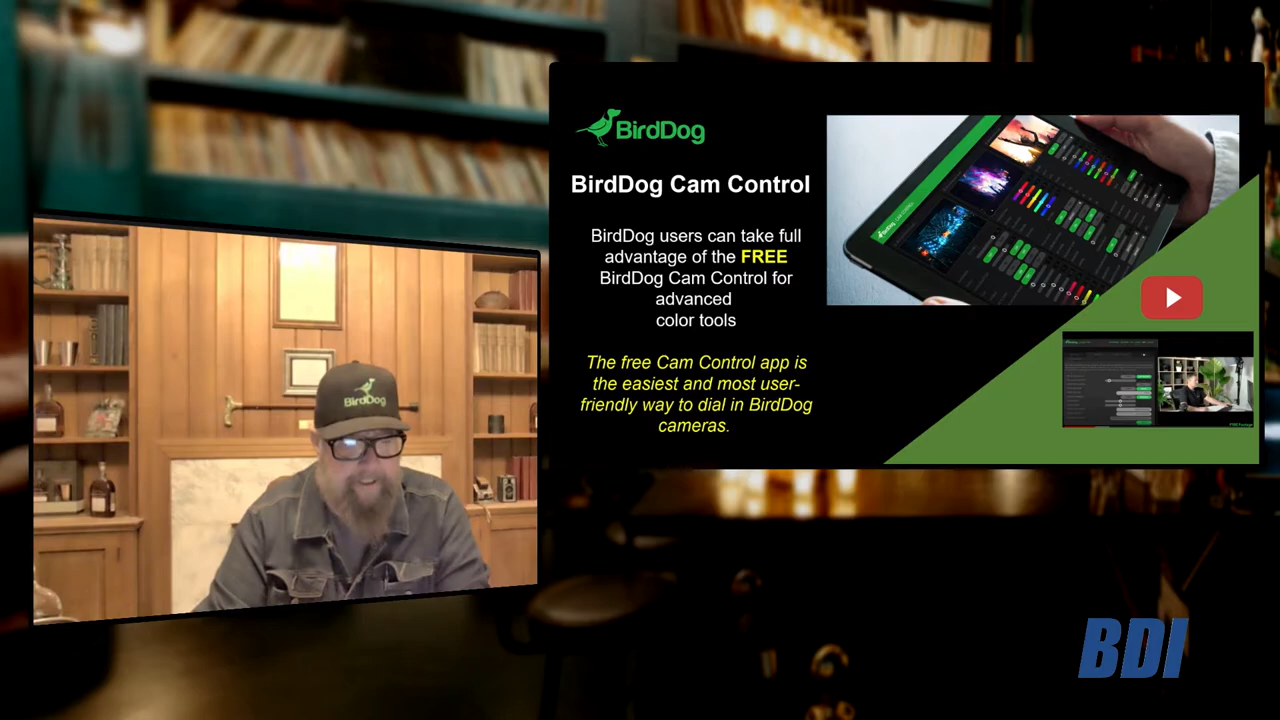 BirdDog
BirdDog Cam Control
BirdDog users can take full
advantage of the FREE
BirdDog Cam Control for
advanced
color tools
The free Cam Control app is
the easiest and most user-
friendly way to dial in BirdDog
cameras.
BirdDog
BDI